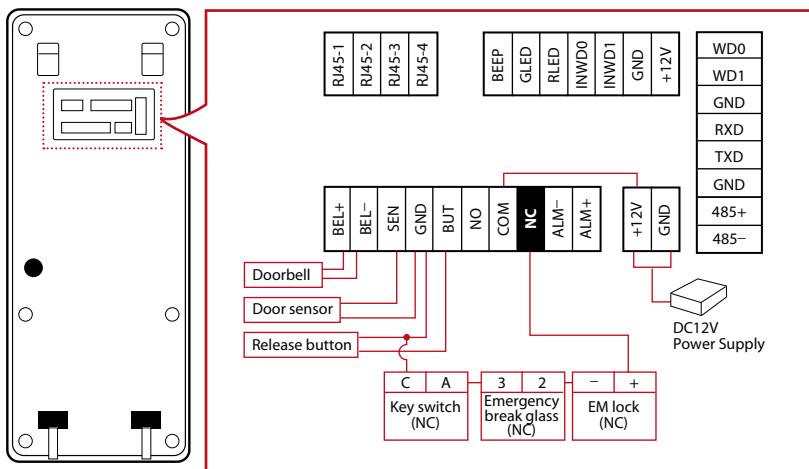 RJ45-1
RJ45-2
RJ45-3
RJ45-4
BEEP
GLED
RLED
INWD0
INWD1
GND
+12V
WD0
WD1
GND
RXD
TXD
GND
485+
485−
BEL+
BEL−
SEN
GND
BUT
NO
COM
NC
ALM−
ALM+
+12V
GND
Doorbell
Door sensor
Release button
DC12V
Power Supply
C
A
Key switch
(NC)
3
2
Emergency
break glass
(NC)
−
+
EM lock
(NC)